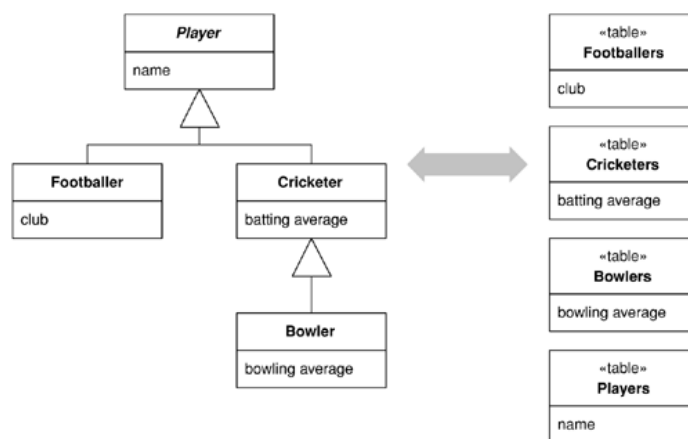 Player
name
Footballer
club
Cricketer
batting average
Bowler
bowling average
«table»
Footballers
club
«table»
Cricketers
batting average
«table»
Bowlers
bowling average
«table»
Players
name